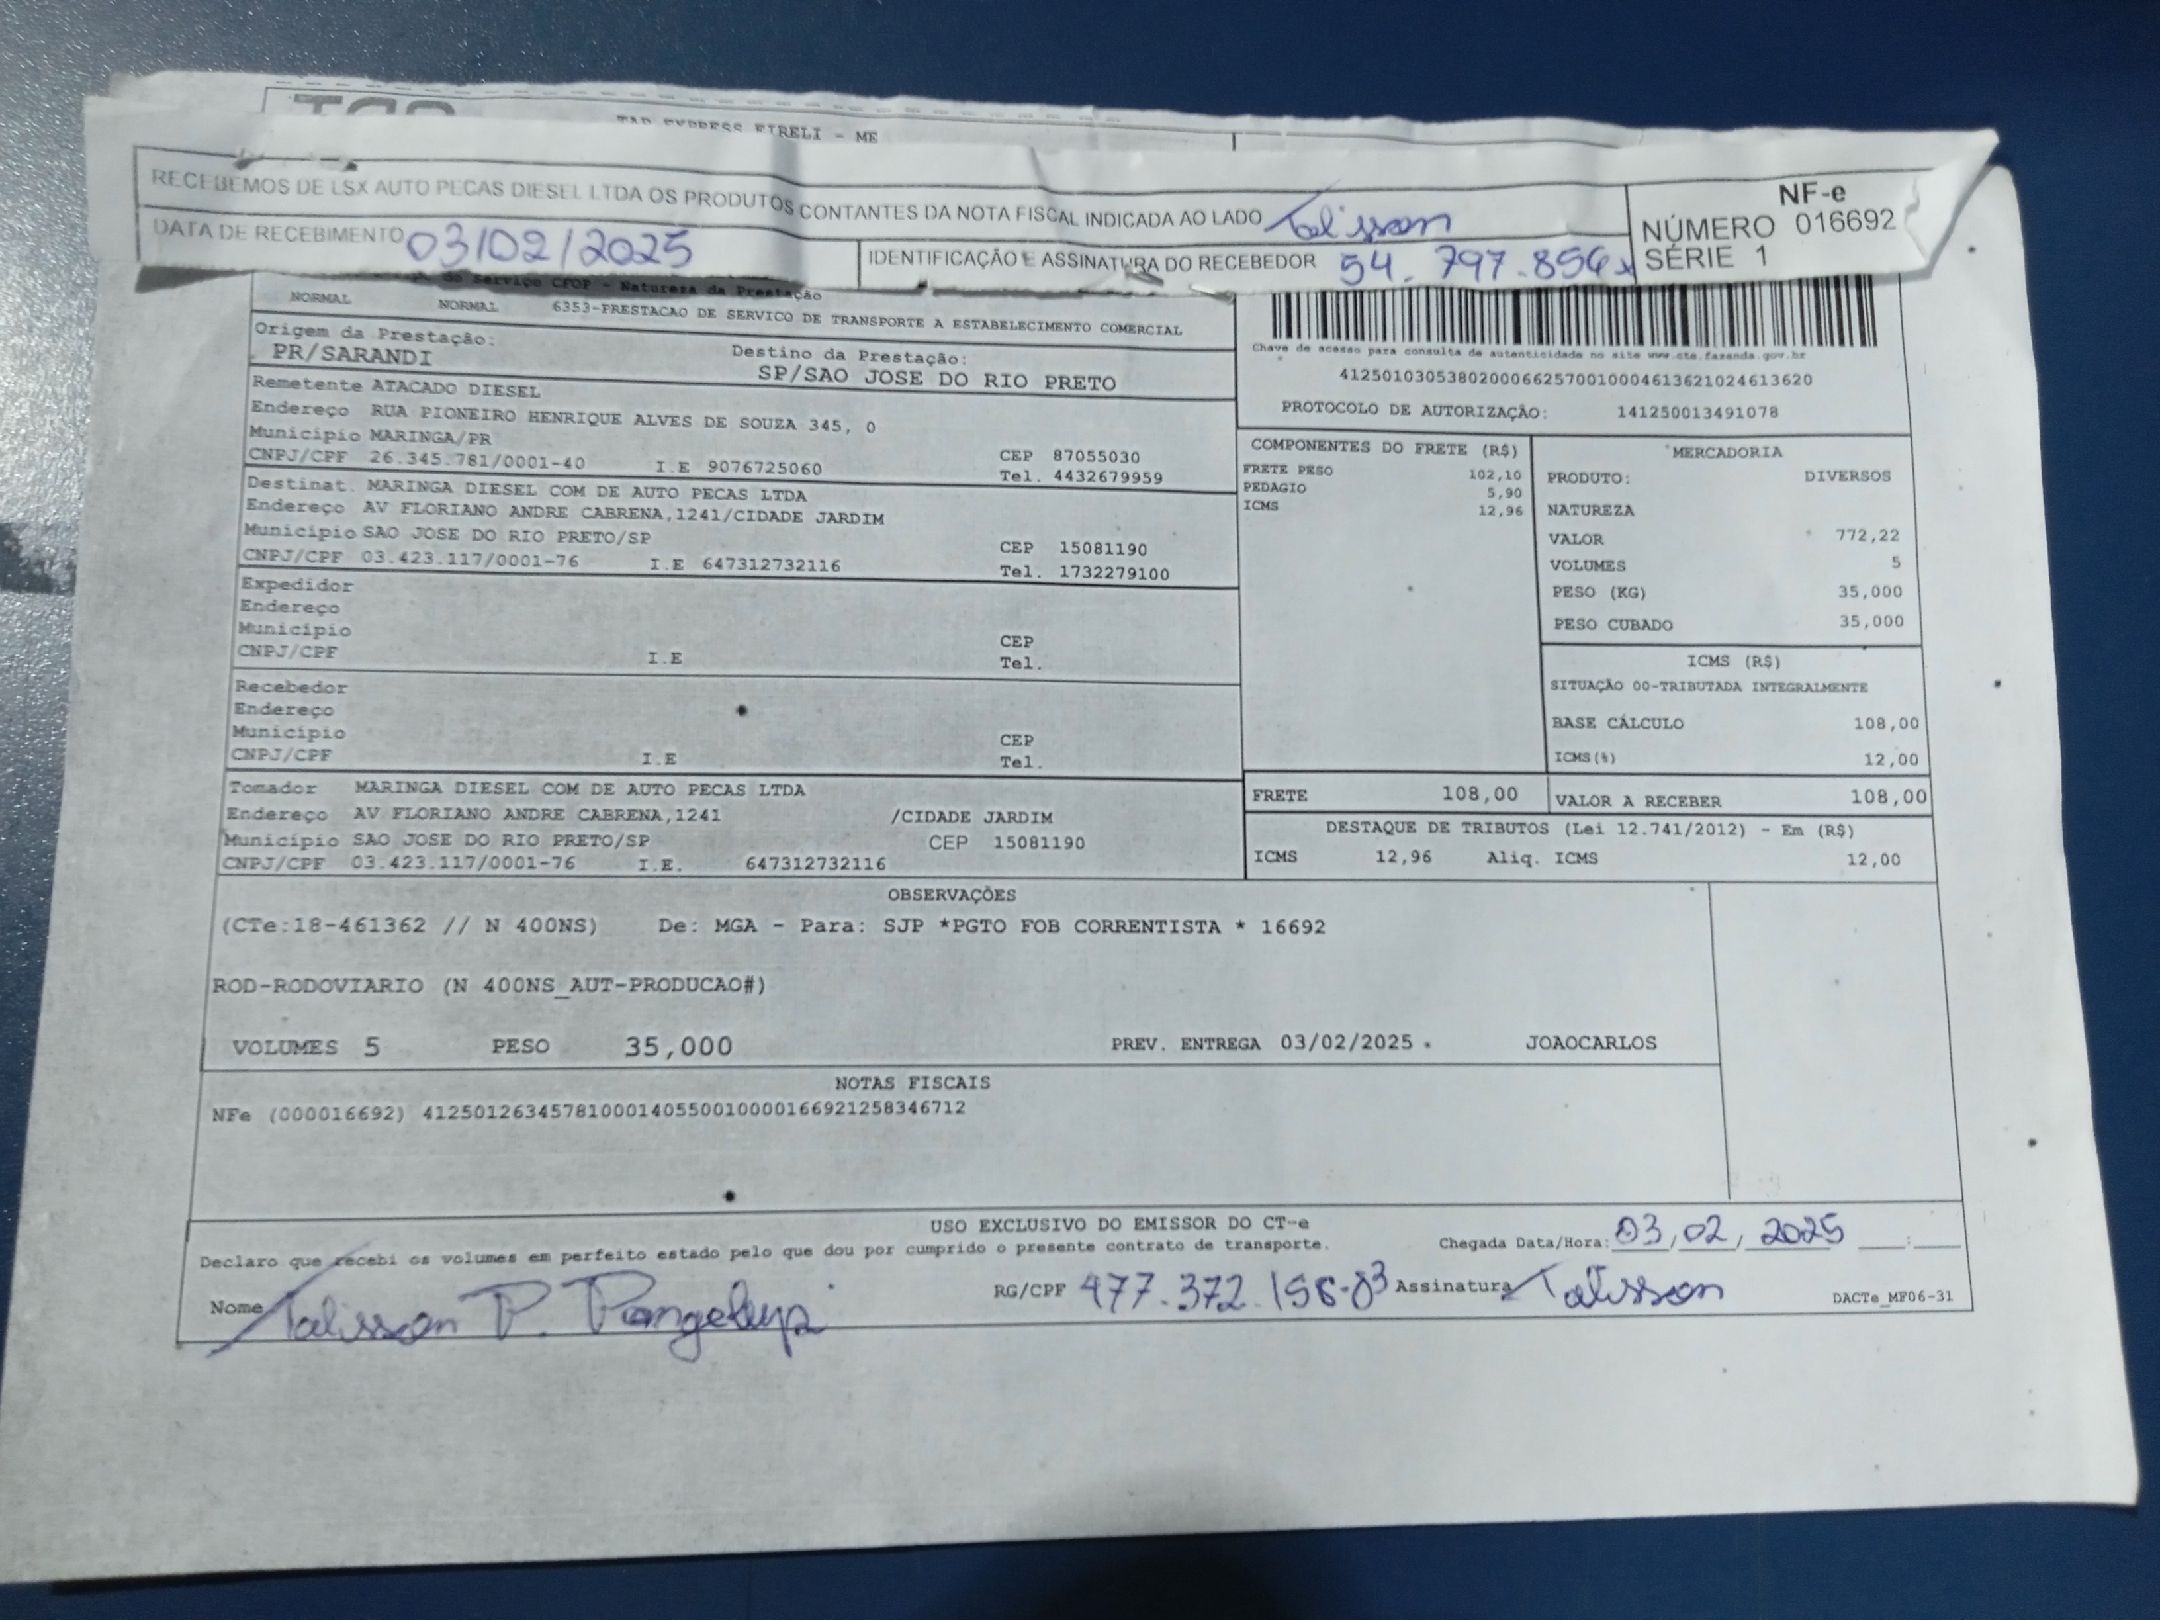 EXPRESS EIRELI - ME
RECEBEMOS DE LSX AUTO PECAS DIESEL LTDA OS PRODUTOS CONTANTES DA NOTA FISCAL INDICADA AO LADO Talisson
DATA DE RECEBIMENTO 03/02/2025
IDENTIFICAÇÃO E ASSINATURA DO RECEBEDOR 54.797.856
NF-e
NÚMERO 016692
SÉRIE 1
do Serviço CFOP - Natureza da Prestação
NORMAL NORMAL 6353-PRESTACAO DE SERVICO DE TRANSPORTE A ESTABELECIMENTO COMERCIAL
Origem da Prestação:
PR/SARANDI
Destino da Prestação:
SP/SAO JOSE DO RIO PRETO
Chave de acesso para consulta de autenticidade no site www.cte.fazenda.gov.br
41250103053802000662570010004613621024613620
PROTOCOLO DE AUTORIZAÇÃO: 141250013491078
Remetente ATACADO DIESEL
Endereço RUA PIONEIRO HENRIQUE ALVES DE SOUZA 345, 0
Município MARINGA/PR CEP 87055030
CNPJ/CPF 26.345.781/0001-40 I.E 9076725060 Tel. 4432679959
Destinat. MARINGA DIESEL COM DE AUTO PECAS LTDA
Endereço AV FLORIANO ANDRE CABRENA,1241/CIDADE JARDIM
Município SAO JOSE DO RIO PRETO/SP CEP 15081190
CNPJ/CPF 03.423.117/0001-76 I.E 647312732116 Tel. 1732279100
Expedidor
Endereço
Município CEP
CNPJ/CPF I.E Tel.
Recebedor
Endereço
Município CEP
CNPJ/CPF I.E Tel.
Tomador MARINGA DIESEL COM DE AUTO PECAS LTDA
Endereço AV FLORIANO ANDRE CABRENA,1241 /CIDADE JARDIM
Município SAO JOSE DO RIO PRETO/SP CEP 15081190
CNPJ/CPF 03.423.117/0001-76 I.E. 647312732116
COMPONENTES DO FRETE (R$)
FRETE PESO 102,10
PEDAGIO 5,90
ICMS 12,96
MERCADORIA
PRODUTO: DIVERSOS
NATUREZA
VALOR 772,22
VOLUMES 5
PESO (KG) 35,000
PESO CUBADO 35,000
ICMS (R$)
SITUAÇÃO 00-TRIBUTADA INTEGRALMENTE
BASE CÁLCULO 108,00
ICMS(%) 12,00
FRETE 108,00 VALOR A RECEBER 108,00
DESTAQUE DE TRIBUTOS (Lei 12.741/2012) - Em (R$)
ICMS 12,96 Aliq. ICMS 12,00
OBSERVAÇÕES
(CTe:18-461362 // N 400NS) De: MGA - Para: SJP *PGTO FOB CORRENTISTA * 16692
ROD-RODOVIARIO (N 400NS_AUT-PRODUCAO#)
VOLUMES 5 PESO 35,000 PREV. ENTREGA 03/02/2025 JOAOCARLOS
NOTAS FISCAIS
NFe (000016692) 41250126345781000140550010000166921258346712
USO EXCLUSIVO DO EMISSOR DO CT-e
Declaro que recebi os volumes em perfeito estado pelo que dou por cumprido o presente contrato de transporte. Chegada Data/Hora: 03/02/2025 __:__
Nome Talisson P. RG/CPF 477.372.158-83 Assinatura Talisson DACTe_MF06-31